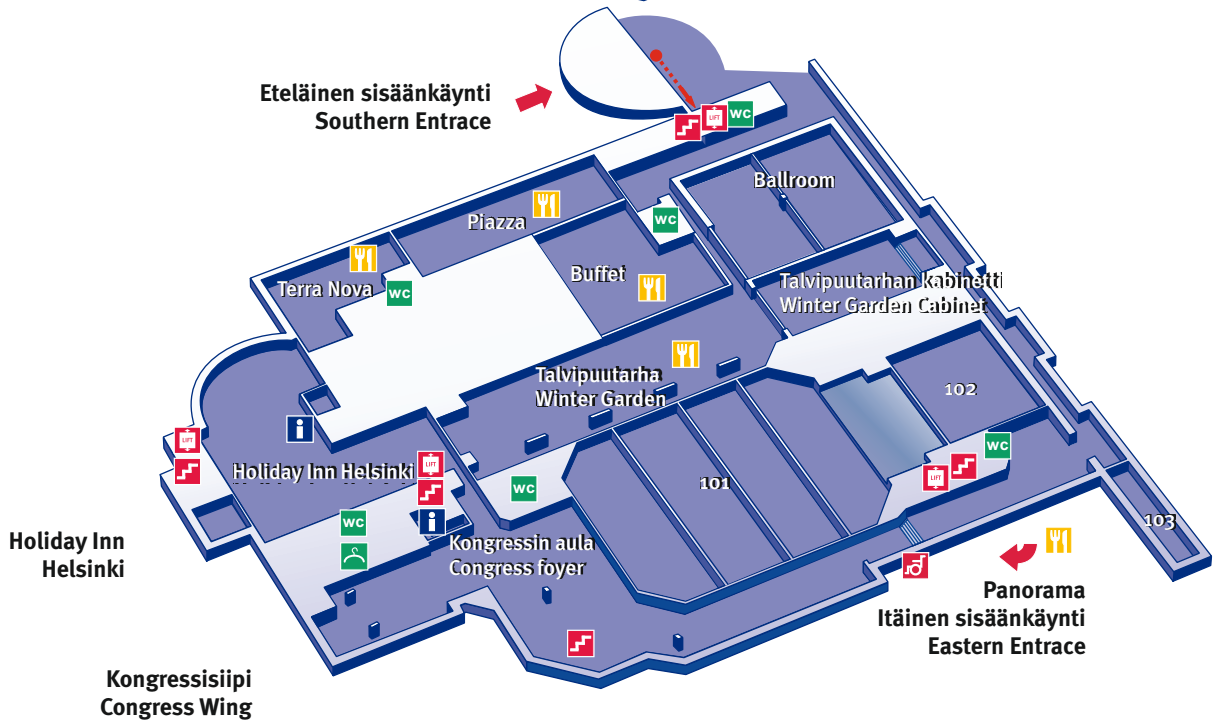 Eteläinen sisäänkäynti
Southern Entrace
LIFT
WC
Ballroom
Piazza
WC
Buffet
Terra Nova
WC
Talvipuutarhan kabinetti
Winter Garden Cabinet
Talvipuutarha
Winter Garden
102
LIFT
i
Holiday Inn Helsinki
LIFT
WC
LIFT
101
WC
WC
i
103
Holiday Inn
Helsinki
Kongressin aula
Congress foyer
Panorama
Itäinen sisäänkäynti
Eastern Entrace
Kongressisiipi
Congress Wing